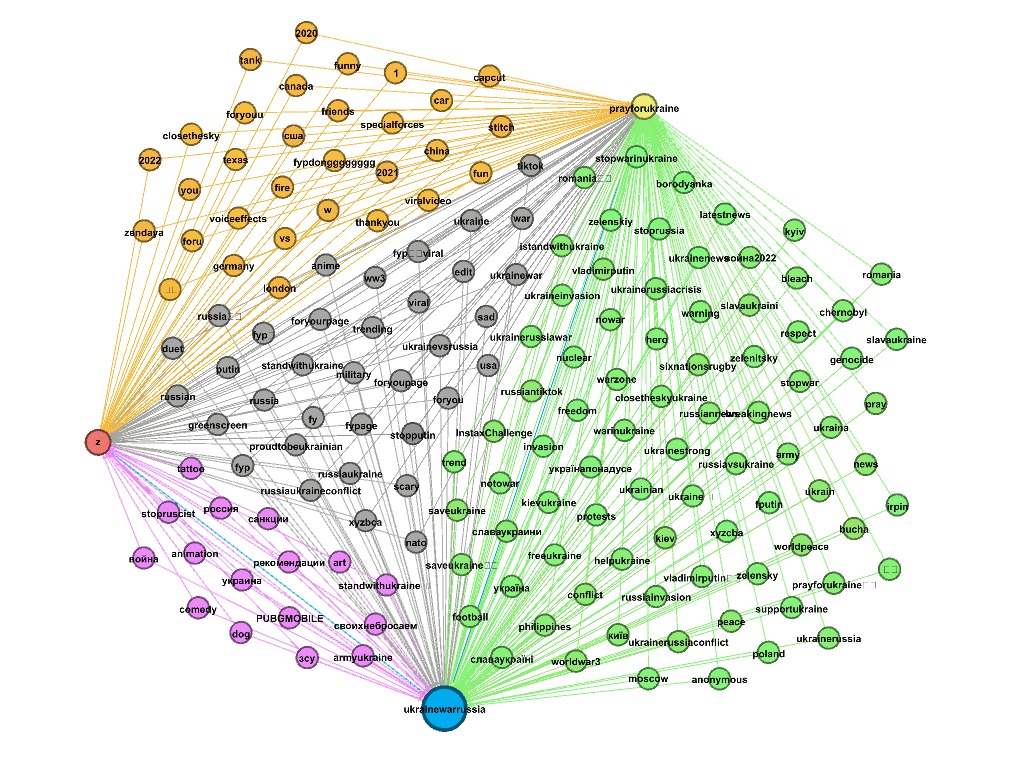 2020
tank
funny
1
capcut
canada
car
prayforukraine
foryouu
friends
specialforces
stitch
closethesky
сша
china
2022
texas
fypdonggggggg
2021
fun
tiktok
stopwarinukraine
romania
borodyanka
you
fire
viralvideo
voiceeffects
w
thankyou
ukraine
war
zelenskiy
stoprussia
latestnews
kyiv
zendaya
foru
vs
fyp viral
istandwithukraine
ukrainenews
война2022
germany
anime
ww3
edit
ukrainewar
vladimirputin
bleach
romania
london
viral
ukraineinvasion
ukrainerussiacrisis
slavaukraini
chernobyl
russia
foryourpage
trending
sad
nowar
warning
respect
slavaukraine
fyp
duet
ukrainevsrussia
ukrainerussiawar
hero
zelenitsky
genocide
putin
standwithukraine
military
usa
nuclear
sixnationsrugby
stopwar
russian
russia
foryoupage
foryou
russiantiktok
warzone
closetheskyukraine
pray
greenscreen
fy
fypage
stopputin
InstaxChallenge
freedom
warinukraine
russiannews
breakingnews
ukraina
z
proudtobeukrainian
invasion
ukrainestrong
army
tattoo
fyp
russiaukraine
trend
українапонадусе
russiavsukraine
news
russiaukraineconflict
scary
notowar
ukrainian
ukraine
fputin
ukrain
irpin
stopruscist
россия
санкции
xyzbca
saveukraine
kievukraine
protests
славаукраини
nato
kiev
xyzcba
bucha
война
animation
рекомендации
art
saveukraine
freeukraine
helpukraine
worldpeace
украина
standwithukraine
україна
conflict
vladimirputin
zelensky
prayforukraine
comedy
PUBGMOBILE
своихнебросаем
football
philippines
russiainvasion
peace
supportukraine
dog
київ
ukrainerussiaconflict
ukrainerussia
зсу
armyukraine
славаукраїні
worldwar3
poland
moscow
anonymous
ukrainewarrussia